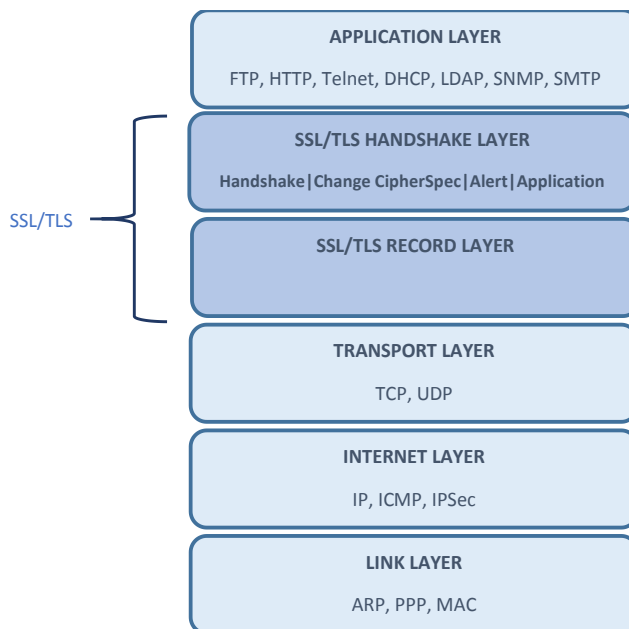 APPLICATION LAYER
FTP, HTTP, Telnet, DHCP, LDAP, SNMP, SMTP
SSL/TLS HANDSHAKE LAYER
Handshake|Change CipherSpec|Alert|Application
SSL/TLS
SSL/TLS RECORD LAYER
TRANSPORT LAYER
TCP, UDP
INTERNET LAYER
IP, ICMP, IPSec
LINK LAYER
ARP, PPP, MAC